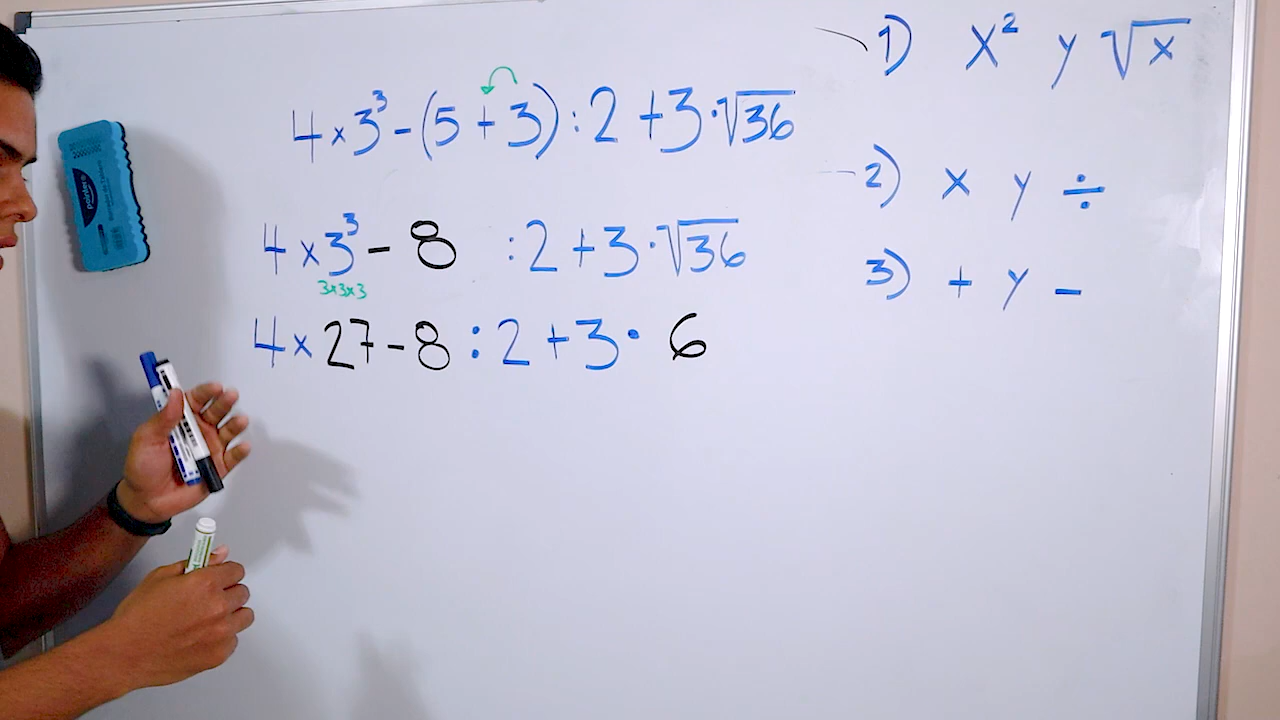 4 × 3³ - (5 + 3) : 2 + 3 · √36
4 × 3³ - 8 : 2 + 3 · √36
3×3×3
4 × 27 - 8 : 2 + 3 · 6
1) X² y √x
2) × y ÷
3) + y -
pointer